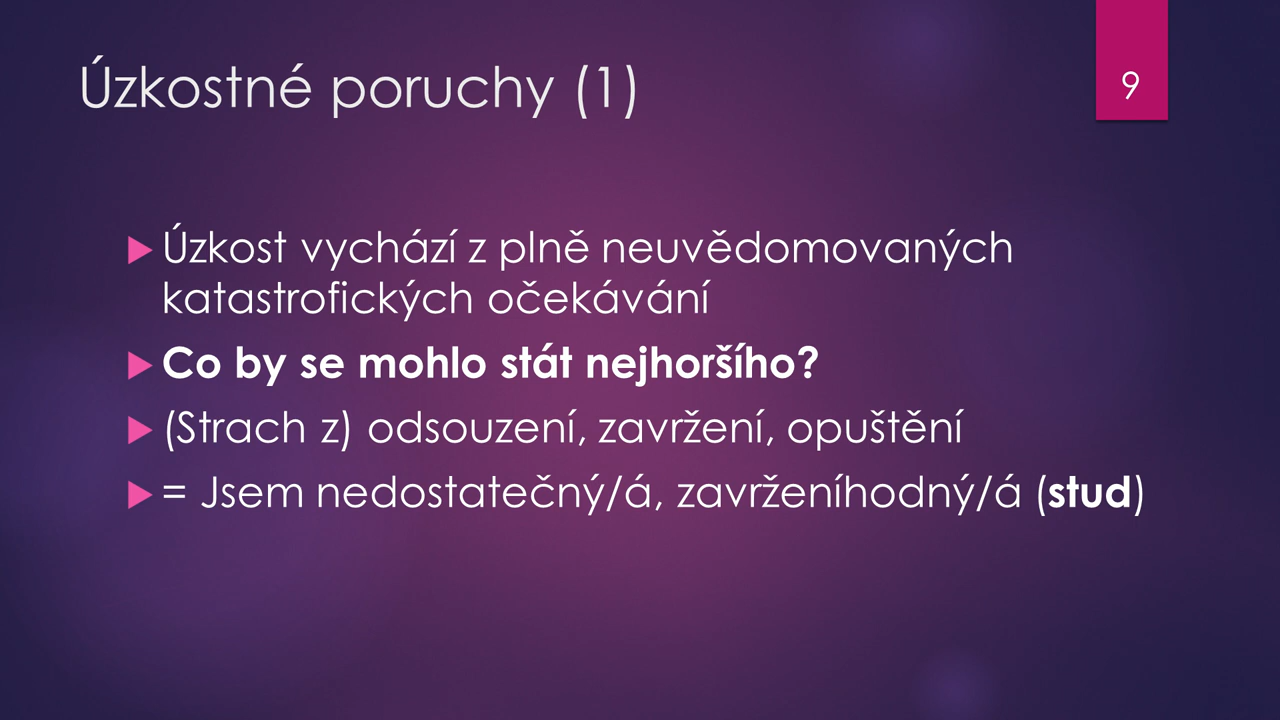 Úzkostné poruchy (1)
9
Úzkost vychází z plně neuvědomovaných
katastrofických očekávání
Co by se mohlo stát nejhoršího?
(Strach z) odsouzení, zavržení, opuštění
= Jsem nedostatečný/á, zavrženíhodný/á (stud)